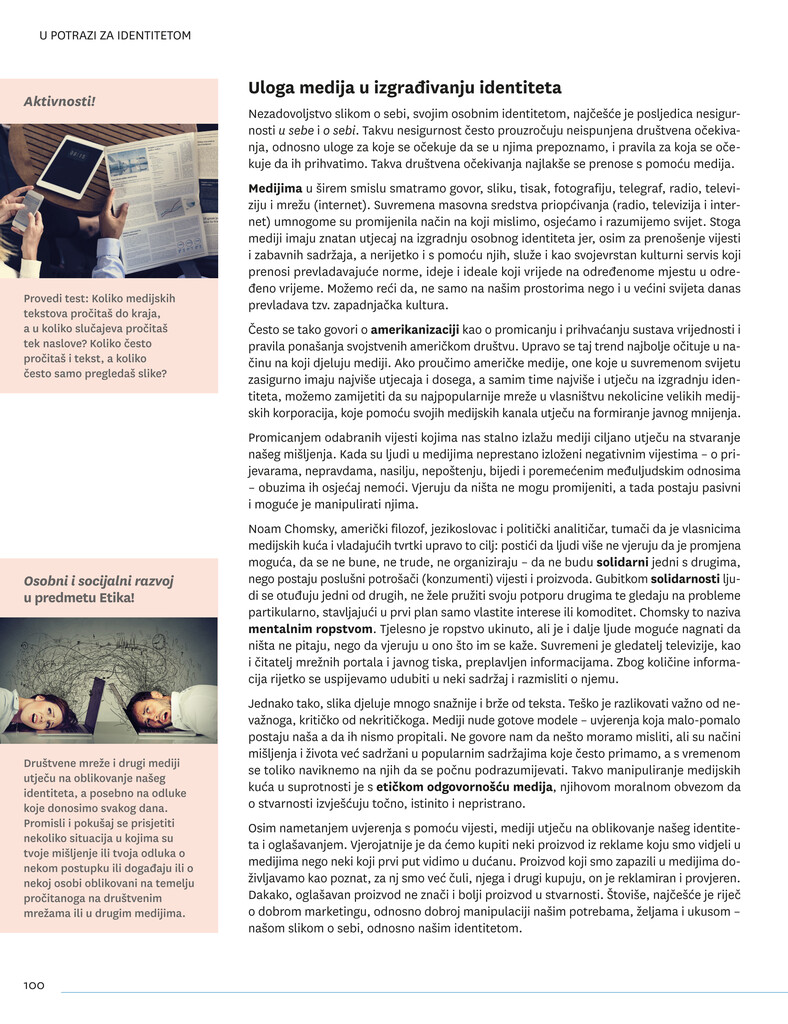 U POTRAZI ZA IDENTITETOM
Aktivnosti!
Provedi test: Koliko medijskih
tekstova pročitaš do kraja,
a u koliko slučajeva pročitaš
tek naslove? Koliko često
pročitaš i tekst, a koliko
često samo pregledaš slike?
Osobni i socijalni razvoj
u predmetu Etika!
Društvene mreže i drugi mediji
utječu na oblikovanje našeg
identiteta, a posebno na odluke
koje donosimo svakog dana.
Promisli i pokušaj se prisjetiti
nekoliko situacija u kojima su
tvoje mišljenje ili tvoja odluka o
nekom postupku ili događaju ili o
nekoj osobi oblikovani na temelju
pročitanoga na društvenim
mrežama ili u drugim medijima.
Uloga medija u izgrađivanju identiteta
Nezadovoljstvo slikom o sebi, svojim osobnim identitetom, najčešće je posljedica nesigur-
nosti u sebe i o sebi. Takvu nesigurnost često prouzročuju neispunjena društvena očekiva-
nja, odnosno uloge za koje se očekuje da se u njima prepoznamo, i pravila za koja se oče-
kuje da ih prihvatimo. Takva društvena očekivanja najlakše se prenose s pomoću medija.
Medijima u širem smislu smatramo govor, sliku, tisak, fotografiju, telegraf, radio, televi-
ziju i mrežu (internet). Suvremena masovna sredstva priopćivanja (radio, televizija i inter-
net) umnogome su promijenila način na koji mislimo, osjećamo i razumijemo svijet. Stoga
mediji imaju znatan utjecaj na izgradnju osobnog identiteta jer, osim za prenošenje vijesti
i zabavnih sadržaja, a nerijetko i s pomoću njih, služe i kao svojevrstan kulturni servis koji
prenosi prevladavajuće norme, ideje i ideale koji vrijede na određenome mjestu u odre-
đeno vrijeme. Možemo reći da, ne samo na našim prostorima nego i u većini svijeta danas
prevladava tzv. zapadnjačka kultura.
Često se tako govori o amerikanizaciji kao o promicanju i prihvaćanju sustava vrijednosti i
pravila ponašanja svojstvenih američkom društvu. Upravo se taj trend najbolje očituje u na-
činu na koji djeluju mediji. Ako proučimo američke medije, one koje u suvremenom svijetu
zasigurno imaju najviše utjecaja i dosega, a samim time najviše i utječu na izgradnju iden-
titeta, možemo zamijetiti da su najpopularnije mreže u vlasništvu nekolicine velikih medij-
skih korporacija, koje pomoću svojih medijskih kanala utječu na formiranje javnog mnijenja.
Promicanjem odabranih vijesti kojima nas stalno izlažu mediji ciljano utječu na stvaranje
našeg mišljenja. Kada su ljudi u medijima neprestano izloženi negativnim vijestima – o pri-
jevarama, nepravdama, nasilju, nepoštenju, bijedi i poremećenim međuljudskim odnosima
– obuzima ih osjećaj nemoći. Vjeruju da ništa ne mogu promijeniti, a tada postaju pasivni
i moguće je manipulirati njima.
Noam Chomsky, američki filozof, jezikoslovac i politički analitičar, tumači da je vlasnicima
medijskih kuća i vladajućih tvrtki upravo to cilj: postići da ljudi više ne vjeruju da je promjena
moguća, da se ne bune, ne trude, ne organiziraju – da ne budu solidarni jedni s drugima,
nego postaju poslušni potrošači (konzumenti) vijesti i proizvoda. Gubitkom solidarnosti lju-
di se otuđuju jedni od drugih, ne žele pružiti svoju potporu drugima te gledaju na probleme
partikularno, stavljajući u prvi plan samo vlastite interese ili komoditet. Chomsky to naziva
mentalnim ropstvom. Tjelesno je ropstvo ukinuto, ali je i dalje ljude moguće nagnati da
ništa ne pitaju, nego da vjeruju u ono što im se kaže. Suvremeni je gledatelj televizije, kao
i čitatelj mrežnih portala i javnog tiska, preplavljen informacijama. Zbog količine informa-
cija rijetko se uspijevamo udubiti u neki sadržaj i razmisliti o njemu.
Jednako tako, slika djeluje mnogo snažnije i brže od teksta. Teško je razlikovati važno od ne-
važnoga, kritičko od nekritičkoga. Mediji nude gotove modele – uvjerenja koja malo-pomalo
postaju naša a da ih nismo propitali. Ne govore nam da nešto moramo misliti, ali su načini
mišljenja i života već sadržani u popularnim sadržajima koje često primamo, a s vremenom
se toliko naviknemo na njih da se počnu podrazumijevati. Takvo manipuliranje medijskih
kuća u suprotnosti je s etičkom odgovornošću medija, njihovom moralnom obvezom da
o stvarnosti izvješćuju točno, istinito i nepristrano.
Osim nametanjem uvjerenja s pomoću vijesti, mediji utječu na oblikovanje našeg identite-
ta i oglašavanjem. Vjerojatnije je da ćemo kupiti neki proizvod iz reklame koju smo vidjeli u
medijima nego neki koji prvi put vidimo u dućanu. Proizvod koji smo zapazili u medijima do-
življavamo kao poznat, za nj smo već čuli, njega i drugi kupuju, on je reklamiran i provjeren.
Dakako, oglašavan proizvod ne znači i bolji proizvod u stvarnosti. Štoviše, najčešće je riječ
o dobrom marketingu, odnosno dobroj manipulaciji našim potrebama, željama i ukusom –
našom slikom o sebi, odnosno našim identitetom.
100